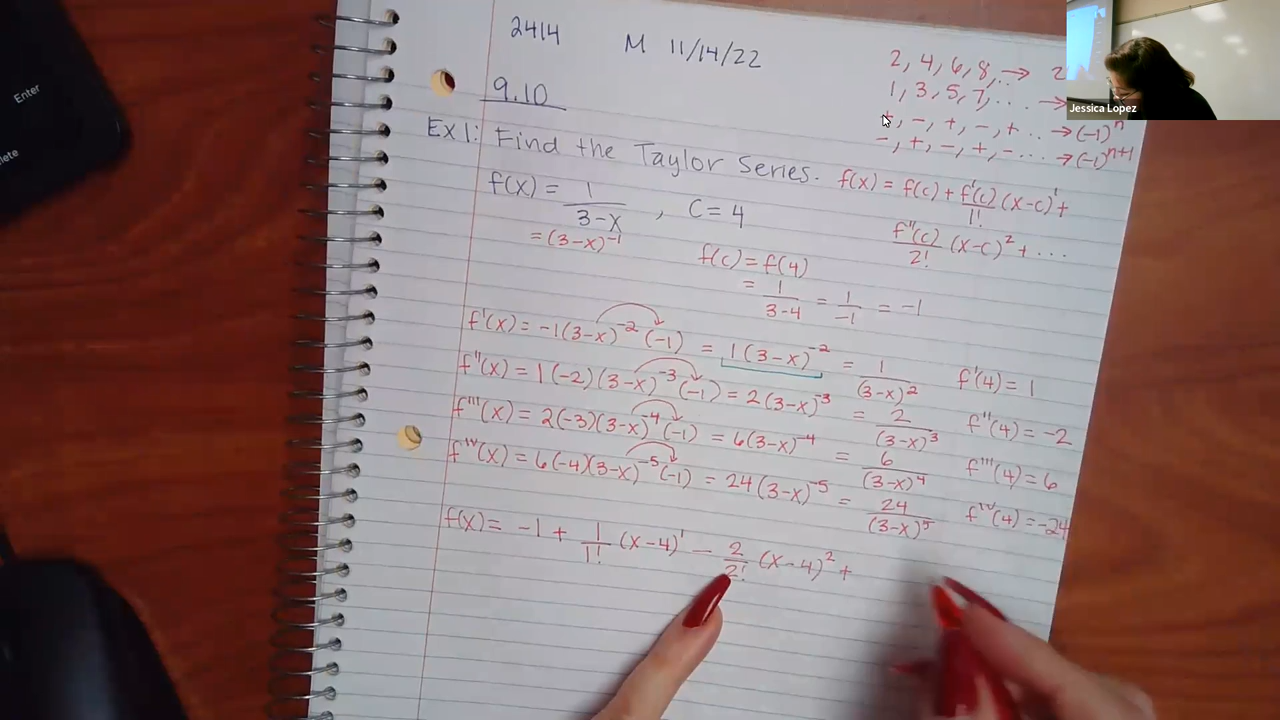 Enter
2414 M 11/14/22
2, 4, 6, 8, .. → 2
9.10
1, 3, 5, 7, ... →
Jessica Lopez
+, -, +, -, + .. → (-1)ⁿ
-, +, -, +, - ... → (-1)ⁿ⁺¹
Ex 1: Find the Taylor Series.
f(x) = f(c) + f'(c)/1! (x-c)¹ +
f''(c)/2! (x-c)² + ...
f(x) = 1/(3-x) , C = 4
= (3-x)⁻¹
f(c) = f(4)
= 1/(3-4) = 1/-1 = -1
f'(x) = -1(3-x)⁻²(-1) = 1(3-x)⁻² = 1/(3-x)² f'(4) = 1
f''(x) = 1(-2)(3-x)⁻³(-1) = 2(3-x)⁻³ = 2/(3-x)³ f''(4) = -2
f'''(x) = 2(-3)(3-x)⁻⁴(-1) = 6(3-x)⁻⁴ = 6/(3-x)⁴ f'''(4) = 6
fⁱᵛ(x) = 6(-4)(3-x)⁻⁵(-1) = 24(3-x)⁻⁵ = 24/(3-x)⁵ fⁱᵛ(4) = -24
f(x) = -1 + 1/1! (x-4)¹ - 2/2! (x-4)² +